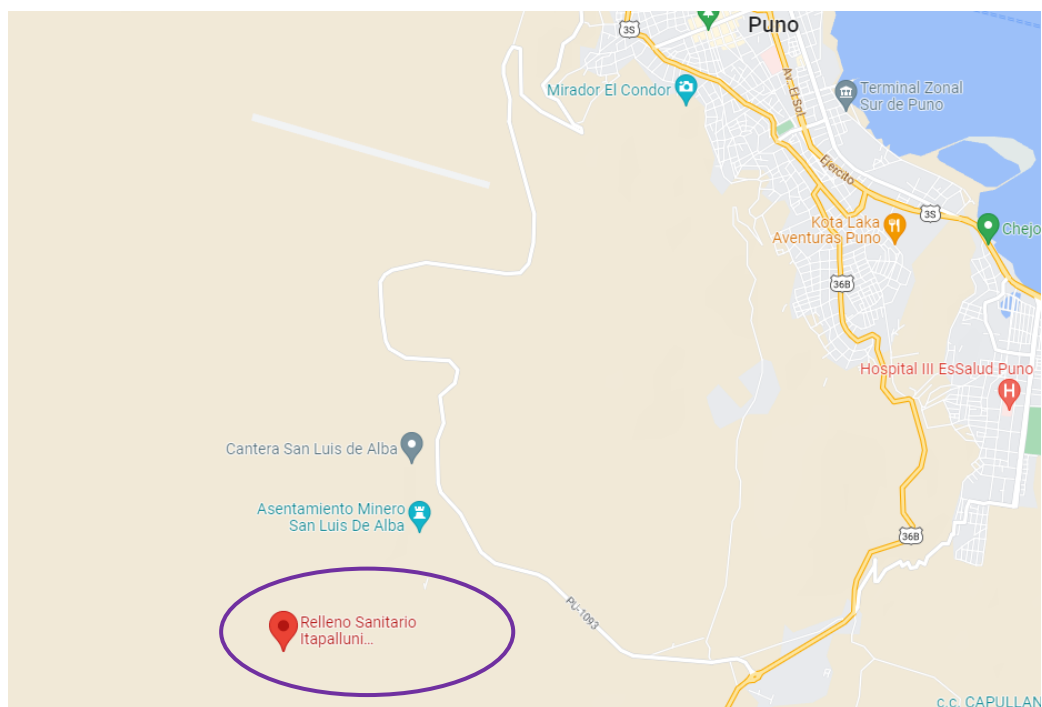 3S
Puno
Mirador El Condor
Terminal Zonal
Sur de Puno
Av. El Sol
Ejercito
3S
Kota Laka
Aventuras Puno
Chejo
36B
Hospital III EsSalud Puno
H
Cantera San Luis de Alba
Asentamiento Minero
San Luis De Alba
36B
PU-1093
Relleno Sanitario
Itapalluni...
c.c. CAPULLAN